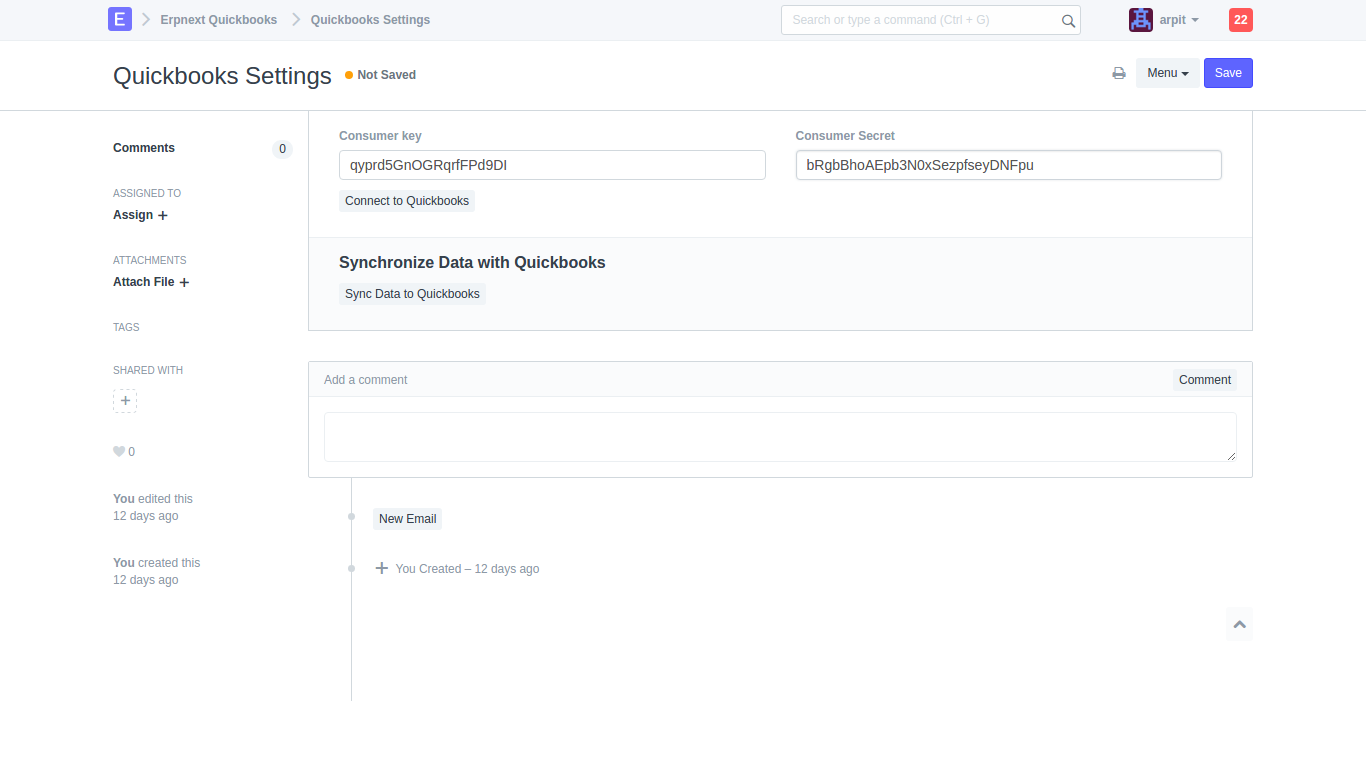 E Erpnext Quickbooks Quickbooks Settings Search or type a command (Ctrl + G) arpit 22
Quickbooks Settings Not Saved Menu Save
Comments 0
ASSIGNED TO
Assign +
ATTACHMENTS
Attach File +
TAGS
SHARED WITH
+
0
You edited this
12 days ago
You created this
12 days ago
Consumer key Consumer Secret
qyprd5GnOGRqrfFPd9DI bRgbBhoAEpb3N0xSezpfseyDNFpu
Connect to Quickbooks
Synchronize Data with Quickbooks
Sync Data to Quickbooks
Add a comment Comment
New Email
+ You Created – 12 days ago